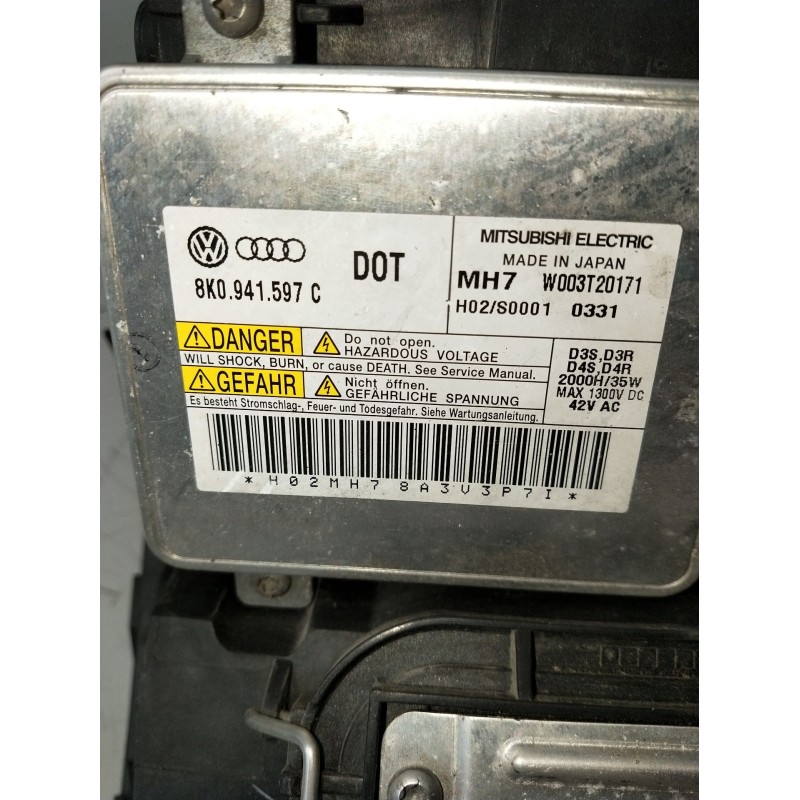 8K0.941.597 C
DOT
MITSUBISHI ELECTRIC
MADE IN JAPAN
MH7 W003T20171
H02/S0001 0331
DANGER
Do not open.
HAZARDOUS VOLTAGE
WILL SHOCK, BURN, or cause DEATH. See Service Manual.
GEFAHR
Nicht öffnen.
GEFÄHRLICHE SPANNUNG
Es besteht Stromschlag-, Feuer- und Todesgefahr. Siehe Wartungsanleitung.
D3S,D3R
D4S,D4R
2000H/35W
MAX 1300V DC
42V AC
*H02MH78A3V3P7I*